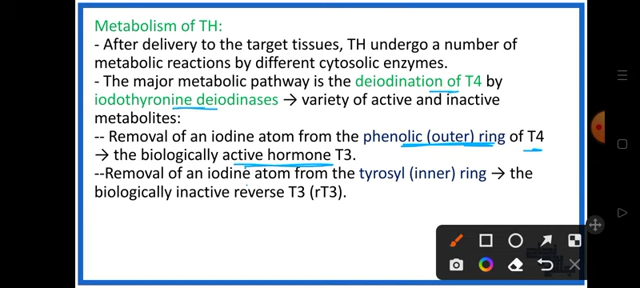 Metabolism of TH:
- After delivery to the target tissues, TH undergo a number of
metabolic reactions by different cytosolic enzymes.
- The major metabolic pathway is the deiodination of T4 by
iodothyronine deiodinases → variety of active and inactive
metabolites:
-- Removal of an iodine atom from the phenolic (outer) ring of T4
→ the biologically active hormone T3.
--Removal of an iodine atom from the tyrosyl (inner) ring → the
biologically inactive reverse T3 (rT3).